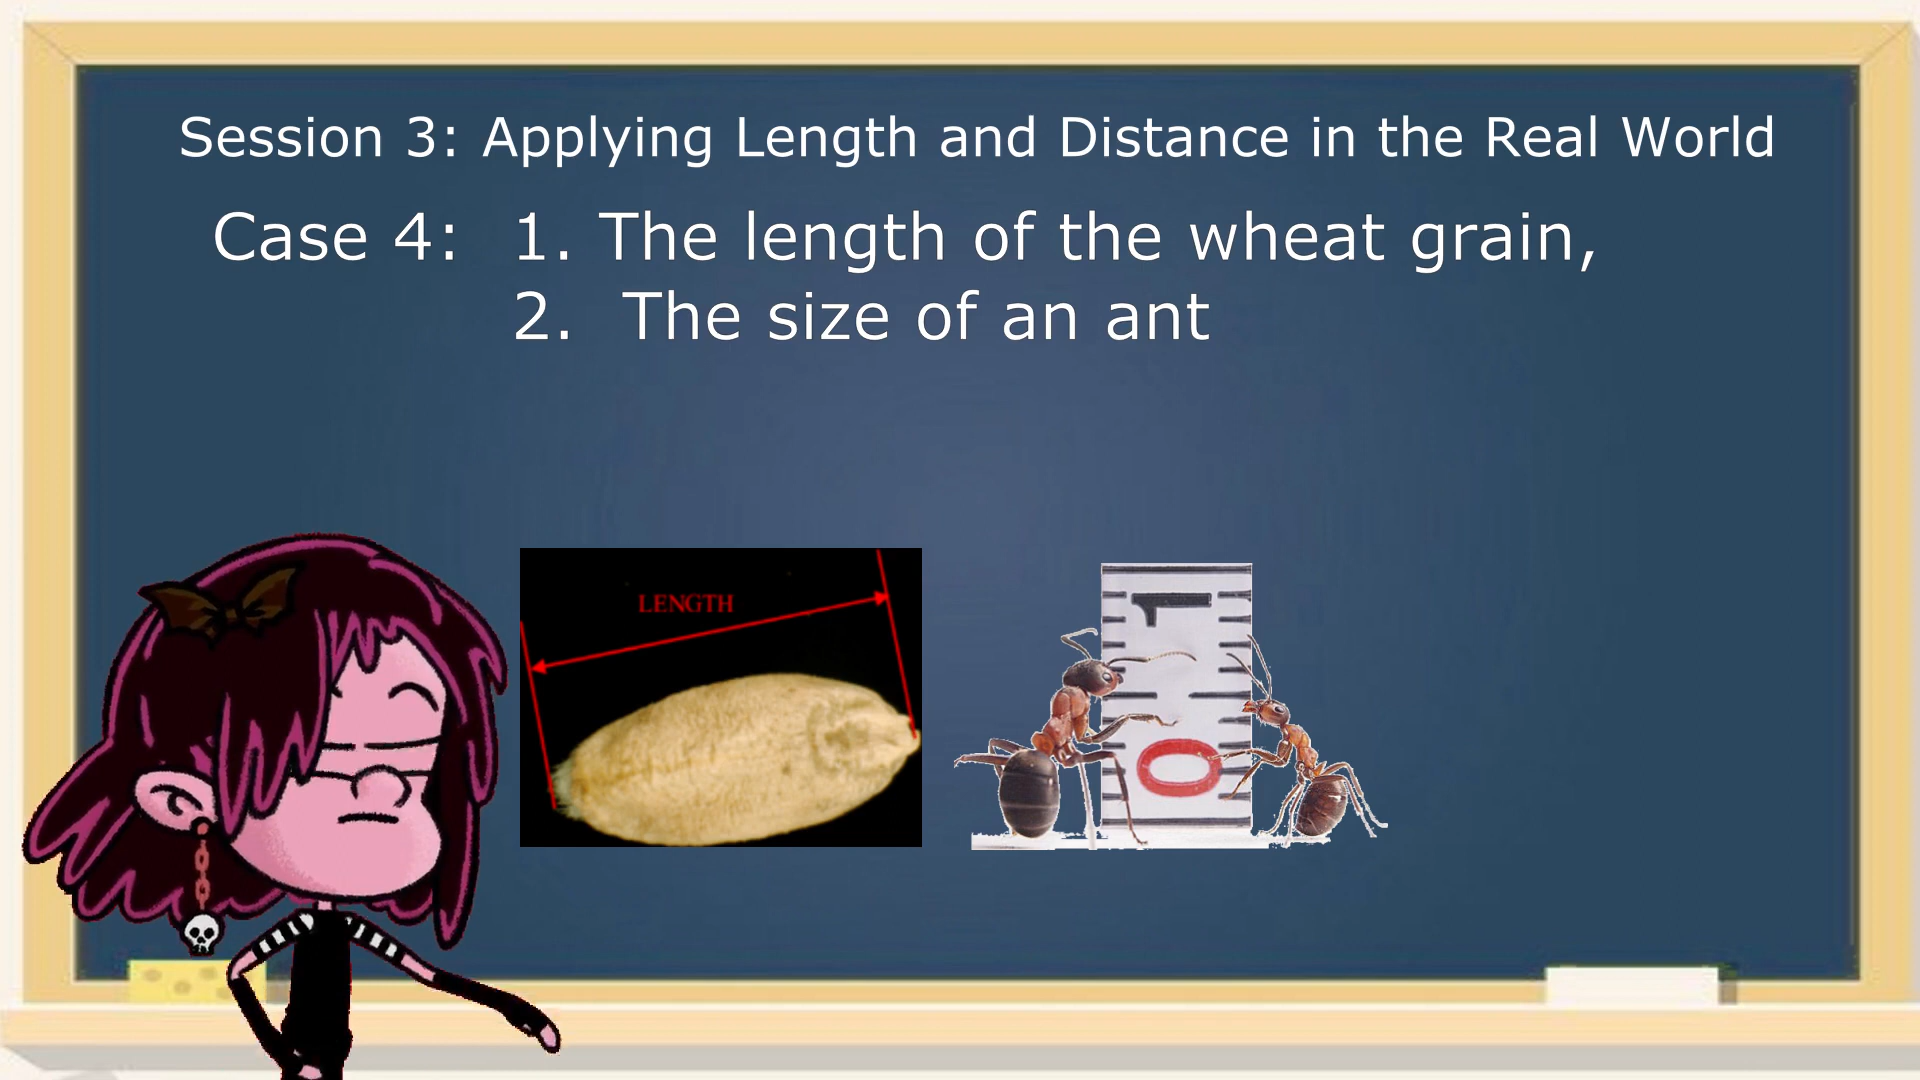 Session 3: Applying Length and Distance in the Real World
Case 4: 1. The length of the wheat grain,
2. The size of an ant
LENGTH
1
0